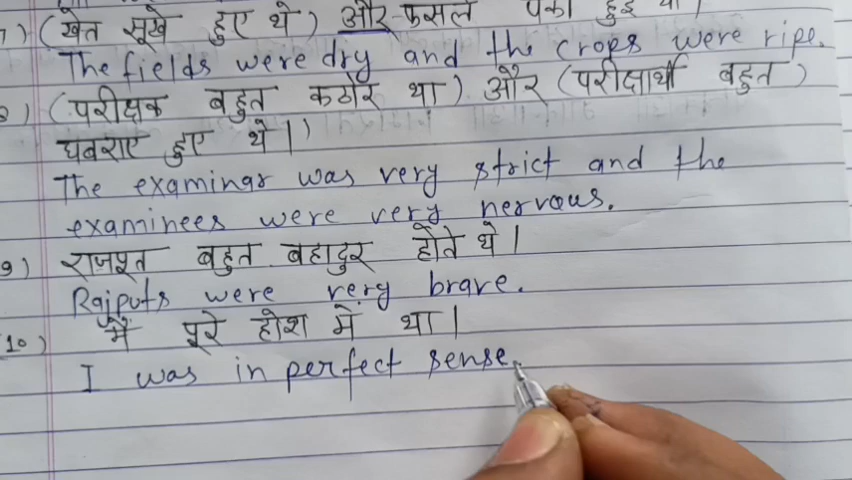 7) (खेत सूखे हुए थे) और फसल पकी हुई थी।
The fields were dry and the crops were ripe.
8) (परीक्षक बहुत कठोर था) और (परीक्षार्थी बहुत)
घबराए हुए थे।)
The examinar was very strict and the
examinees were very nervous.
9) राजपूत बहुत बहादुर होते थे।
Rajputs were very brave.
(10) मैं पूरे होश में था।
I was in perfect sense.